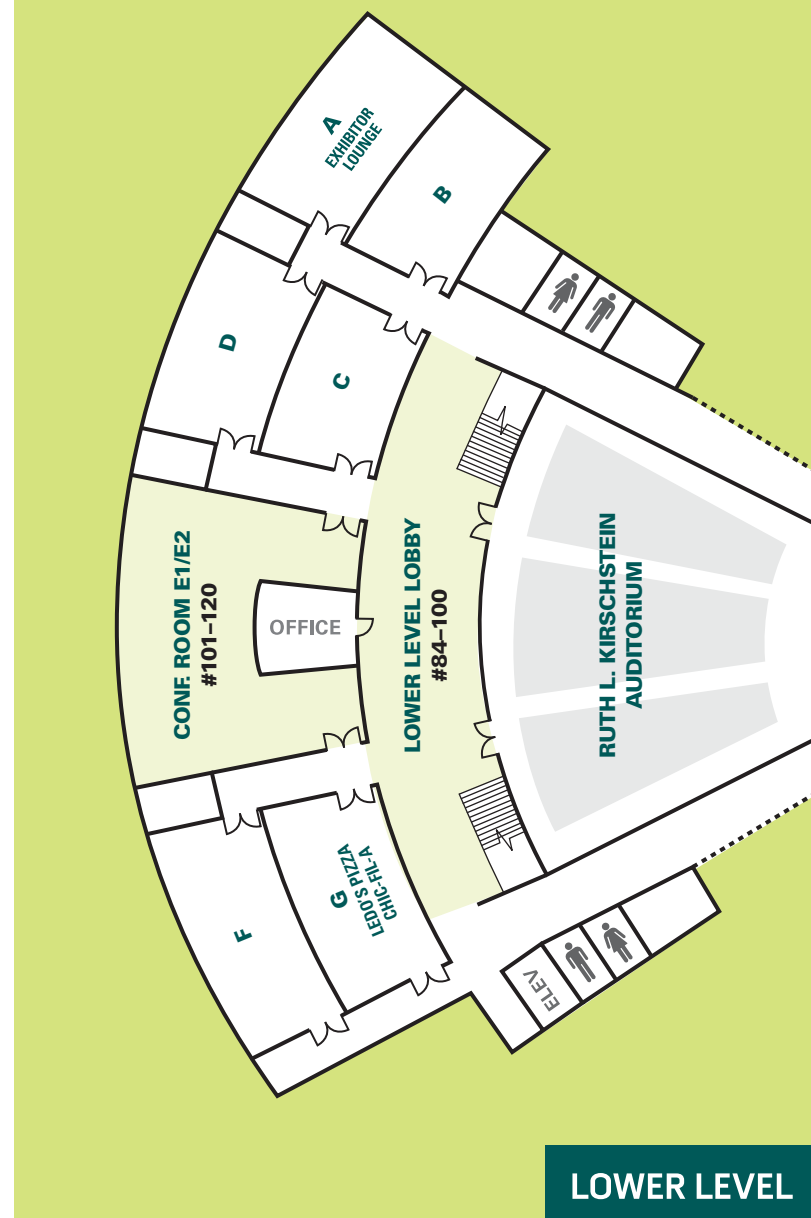 A
EXHIBITOR
LOUNGE
B
D
C
CONF. ROOM E1/E2
#101–120
OFFICE
LOWER LEVEL LOBBY
#84–100
RUTH L. KIRSCHSTEIN
AUDITORIUM
G
LEDO'S PIZZA
CHIC-FIL-A
F
ELEV
LOWER LEVEL